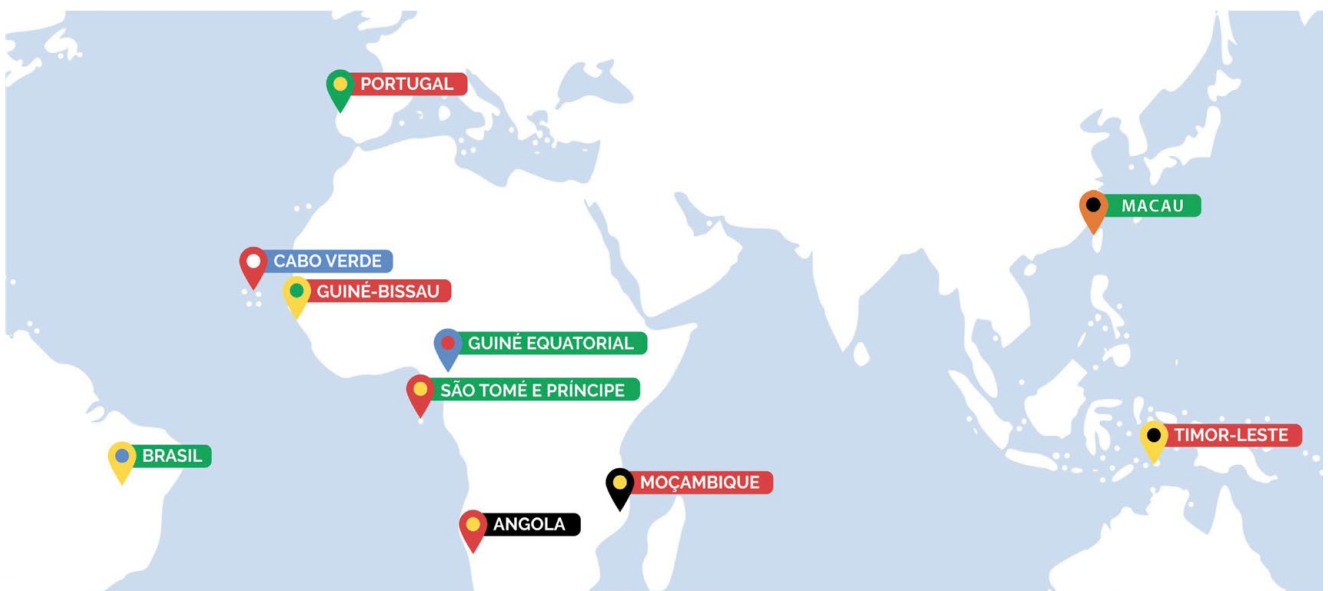 PORTUGAL
MACAU
CABO VERDE
GUINÉ-BISSAU
GUINÉ EQUATORIAL
SÃO TOMÉ E PRÍNCIPE
TIMOR-LESTE
BRASIL
MOÇAMBIQUE
ANGOLA